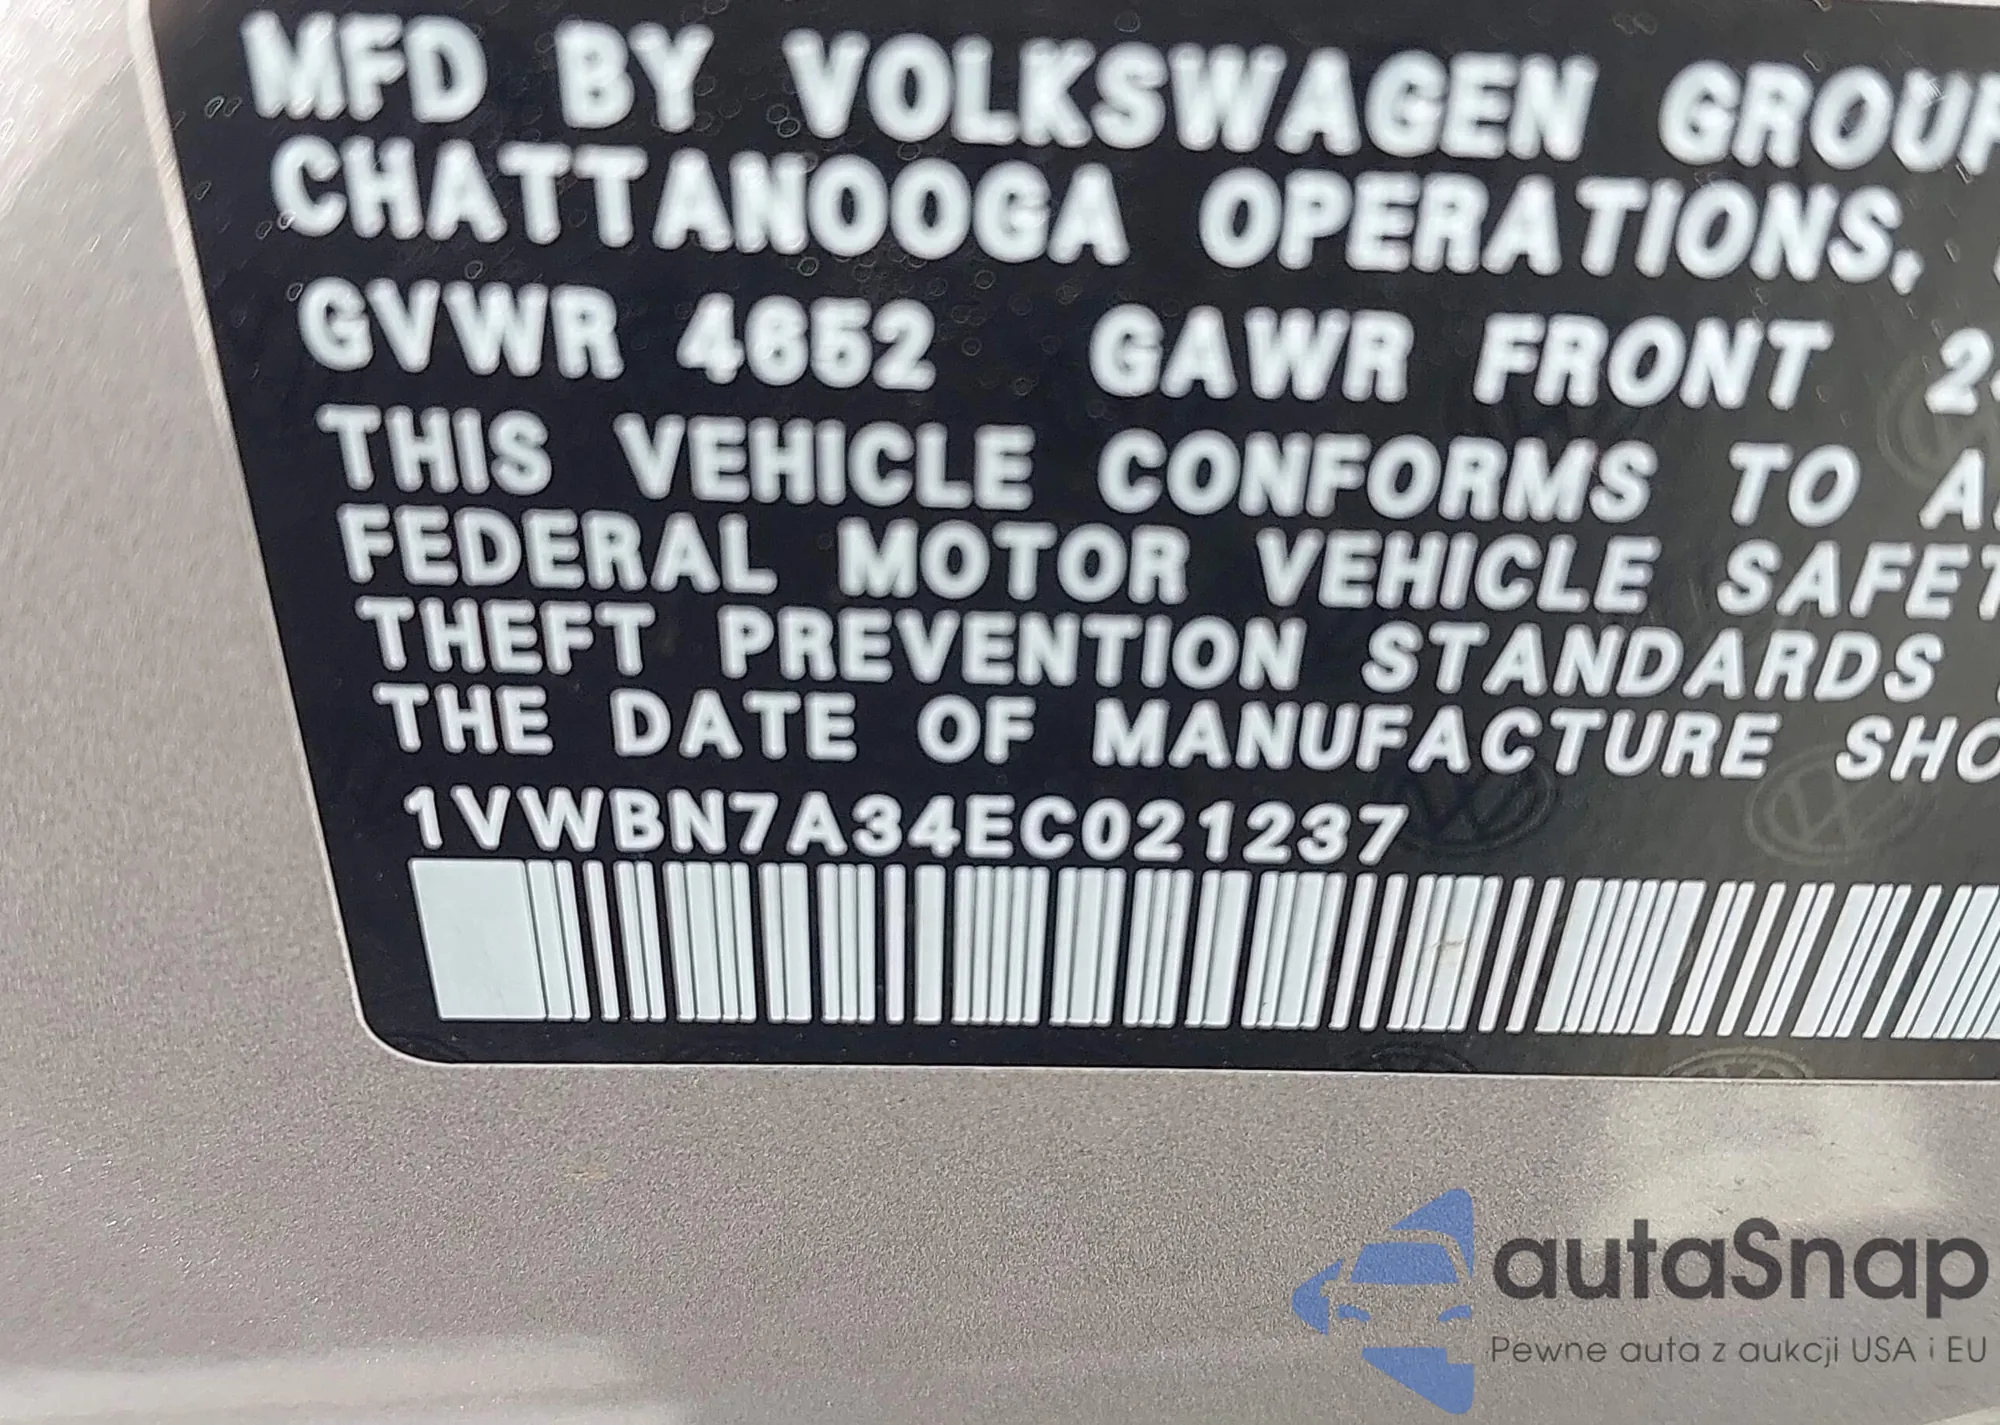 MFD BY VOLKSWAGEN GROUP
CHATTANOOGA OPERATIONS,
GVWR 4652 GAWR FRONT
THIS VEHICLE CONFORMS TO
FEDERAL MOTOR VEHICLE
THEFT PREVENTION STANDARDS
THE DATE OF MANUFACTURE
1VWBN7A34EC021237
autaSnap
Pewne auta z aukcji USA i EU